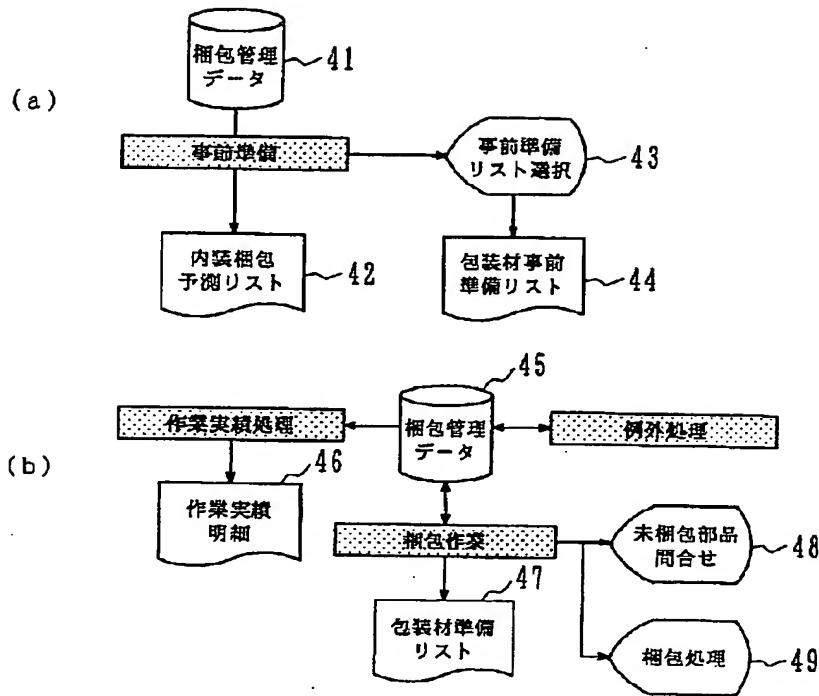 (a)
梱包管理
データ
41
事前準備
事前準備
リスト選択
43
内装梱包
予測リスト
42
包装材事前
準備リスト
44
(b)
45
作業実績処理
梱包管理
データ
例外処理
46
作業実績
明細
梱包作業
未梱包部品
問合せ
48
47
包装材準備
リスト
梱包処理
49